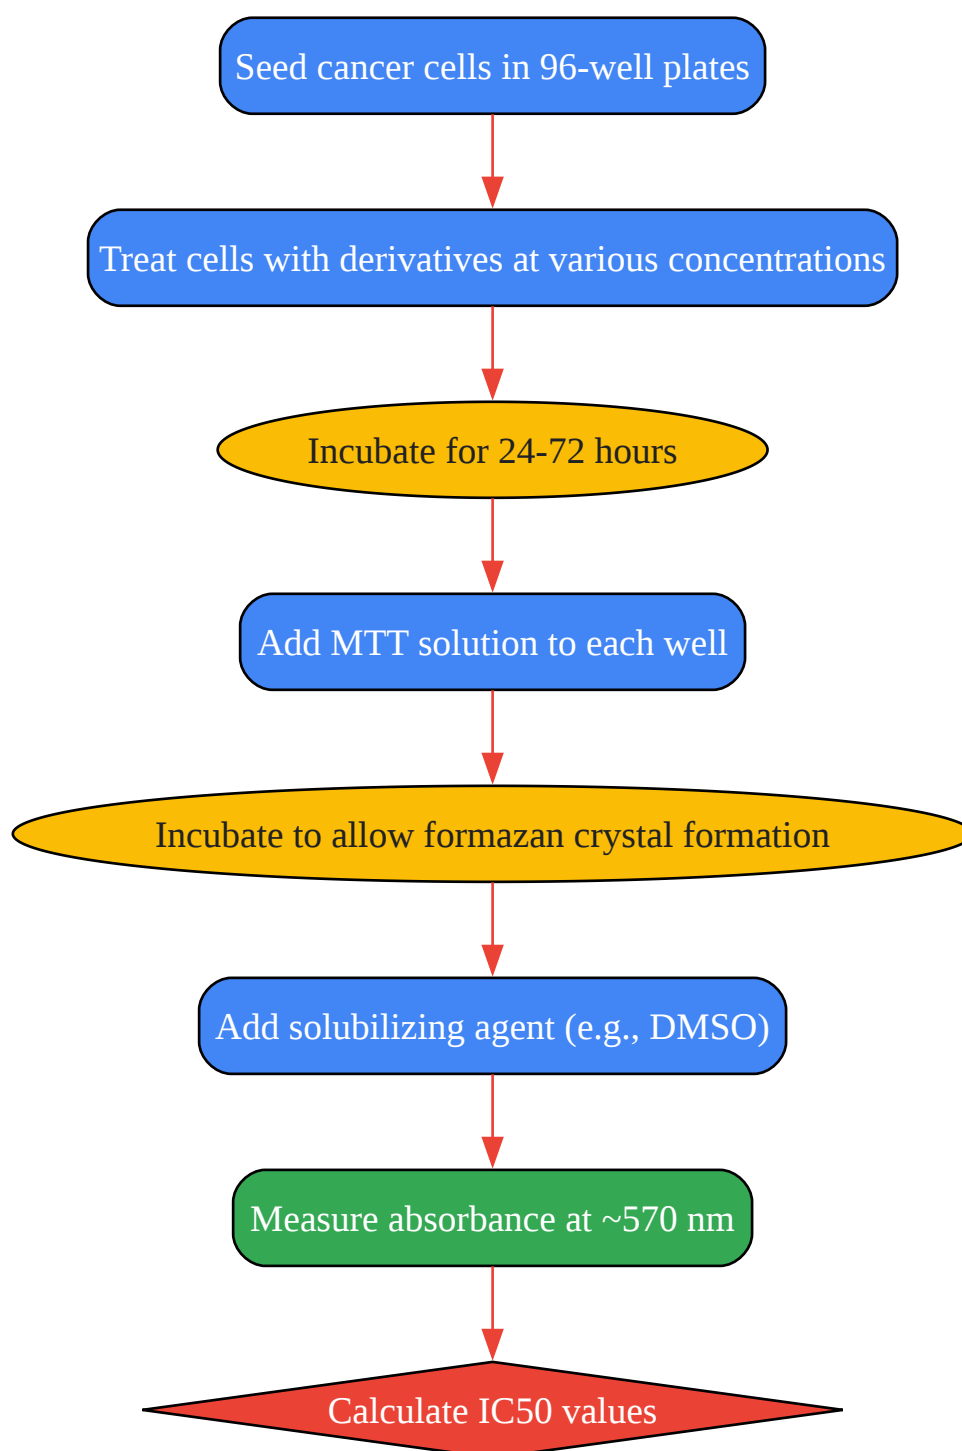 Seed cancer cells in 96-well plates
Treat cells with derivatives at various concentrations
Incubate for 24-72 hours
Add MTT solution to each well
Incubate to allow formazan crystal formation
Add solubilizing agent (e.g., DMSO)
Measure absorbance at ~570 nm
Calculate IC50 values